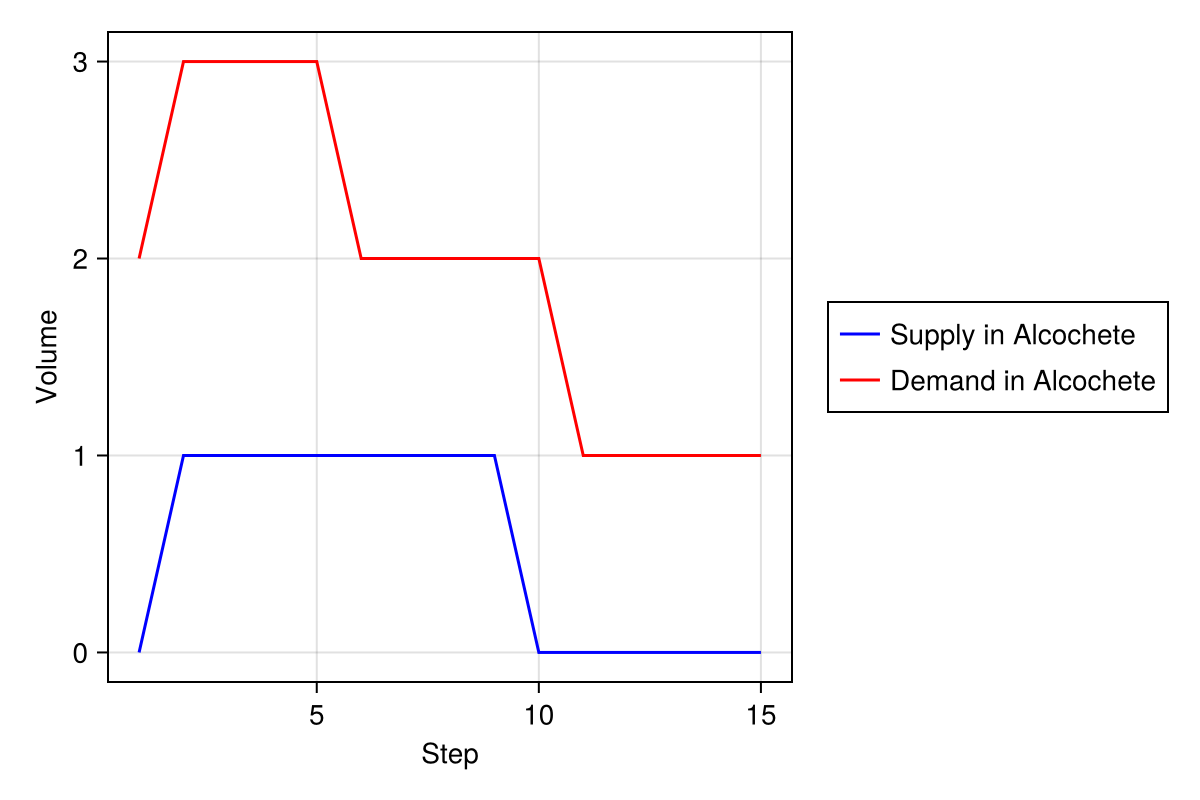 3
2
1
0
Volume
5 10 15
Step
Supply in Alcochete
Demand in Alcochete